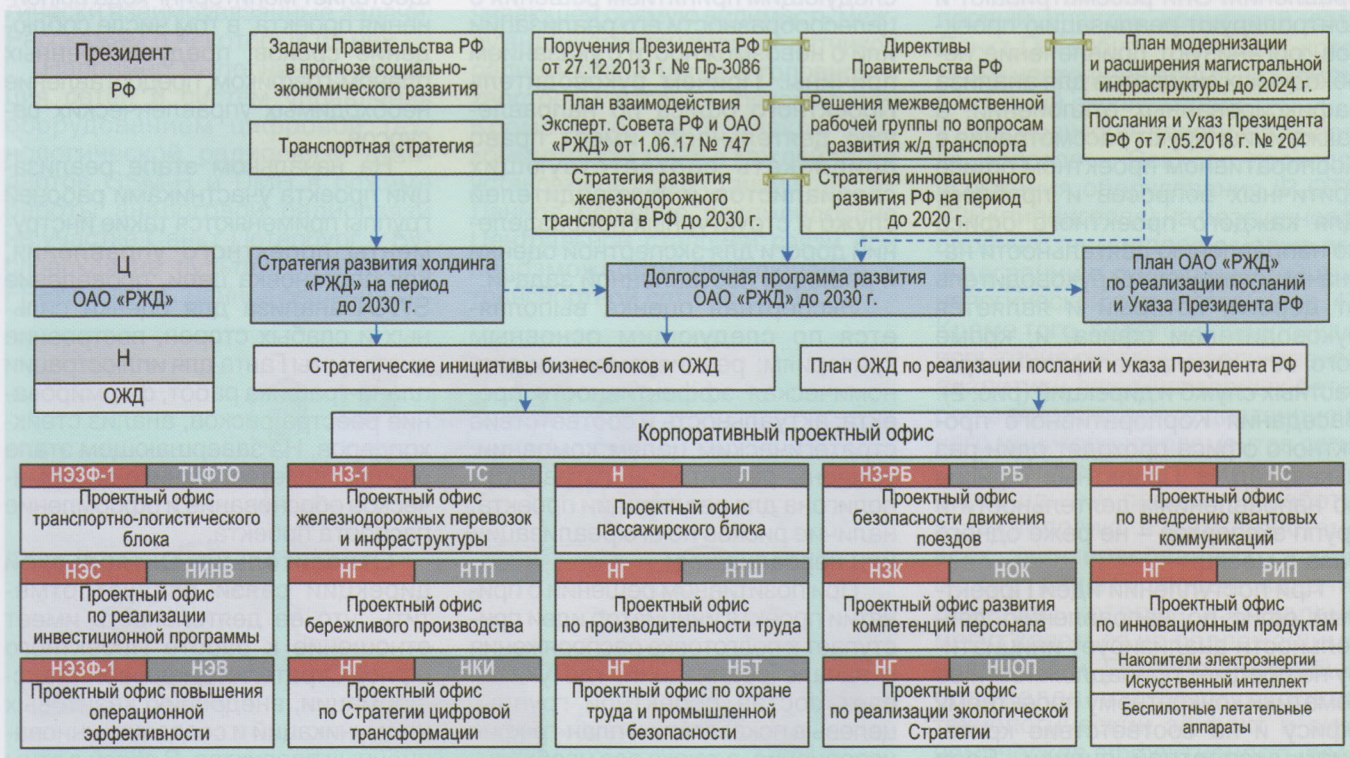 Президент
РФ
Задачи Правительства РФ
в области социально-
экономического развития
Транспортная стратегия
Поручения Президента РФ
от 27.12.2013 г. № Пр-3086
Директивы
Правительства РФ
План модернизации
и расширения магистральной
инфраструктуры до 2024 г.
План взаимодействия
Эксперт. Совета РФ и ОАО
«РЖД» от 1.06.17 № 747
Решения межведомственной
рабочей группы по вопросам
развития ж/д транспорта
Послания и Указ Президента
РФ от 7.05.2018 г. № 204
Стратегия развития
железнодорожного
транспорта в РФ до 2030 г.
Стратегия инновационного
развития РФ на период
до 2020 г.
Ц
ОАО «РЖД»
Стратегия развития холдинга
«РЖД» на период
до 2030 г.
Долгосрочная программа развития
ОАО «РЖД» до 2030 г.
План ОАО «РЖД»
по реализации посланий
и Указа Президента РФ
Н
ОЖД
Стратегические инициативы бизнес-блоков и ОЖД
План ОЖД по реализации посланий и Указа Президента РФ
Корпоративный проектный офис
НЭЗФ-1 ТЦФТО
Проектный офис
транспортно-логистического
блока
НЗ-1 ТС
Проектный офис
железнодорожных перевозок
и инфраструктуры
Н Л
Проектный офис
пассажирского блока
НЗ-РБ РБ
Проектный офис
безопасности движения
поездов
НГ НС
Проектный офис
по внедрению квантовых
коммуникаций
НЭС НИНВ
Проектный офис
по реализации
инвестиционной программы
НГ НТП
Проектный офис
бережливого производства
НГ НТШ
Проектный офис
по производительности труда
НЗК НОК
Проектный офис развития
компетенций персонала
НГ РИП
Проектный офис
по инновационным продуктам
НЭЗФ-1 НЭВ
Проектный офис повышения
операционной
эффективности
НГ НКИ
Проектный офис
по Стратегии цифровой
трансформации
НГ НБТ
Проектный офис по охране
труда и промышленной
безопасности
НГ НЦОП
Проектный офис
по реализации Экологической
Стратегии
Накопители электроэнергии
Искусственный интеллект
Беспилотные летательные
аппараты